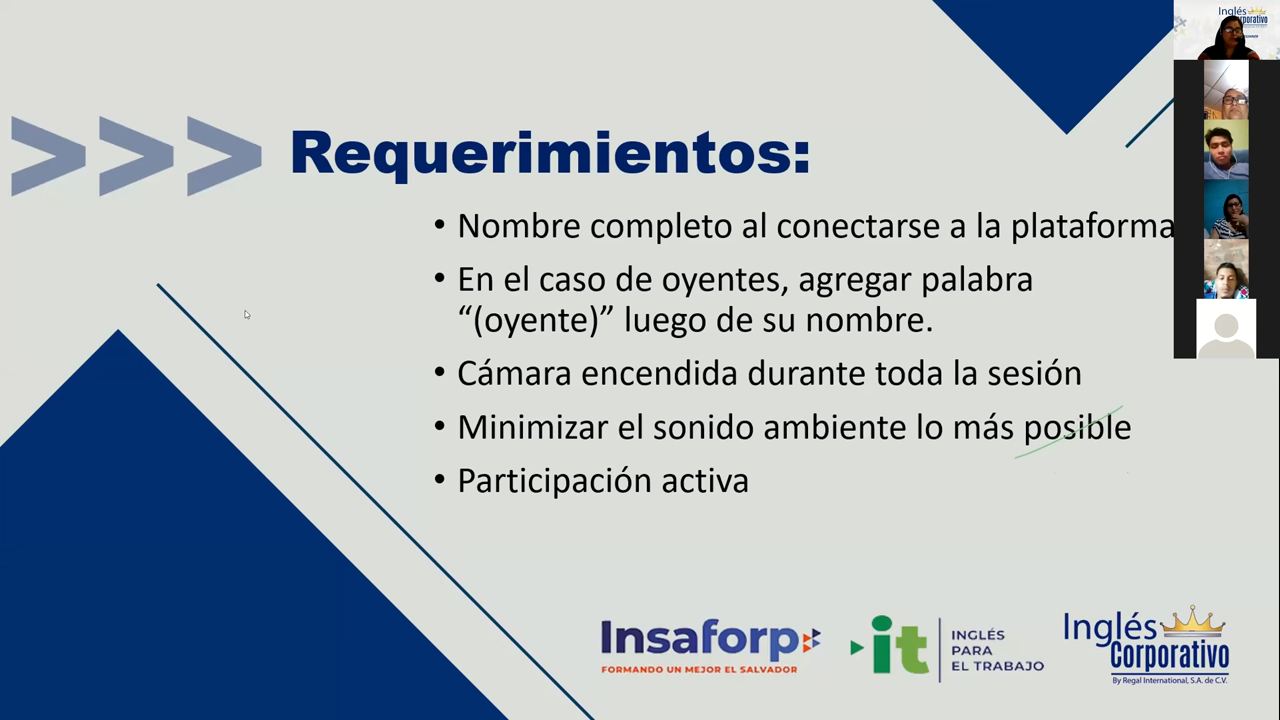 Inglés
Corporativo
>>> Requerimientos:
• Nombre completo al conectarse a la plataforma
• En el caso de oyentes, agregar palabra
“(oyente)” luego de su nombre.
• Cámara encendida durante toda la sesión
• Minimizar el sonido ambiente lo más posible
• Participación activa
Insaforp
FORMANDO UN MEJOR EL SALVADOR
it
INGLÉS
PARA
EL TRABAJO
Inglés
Corporativo
By Regal International, S.A. de C.V.